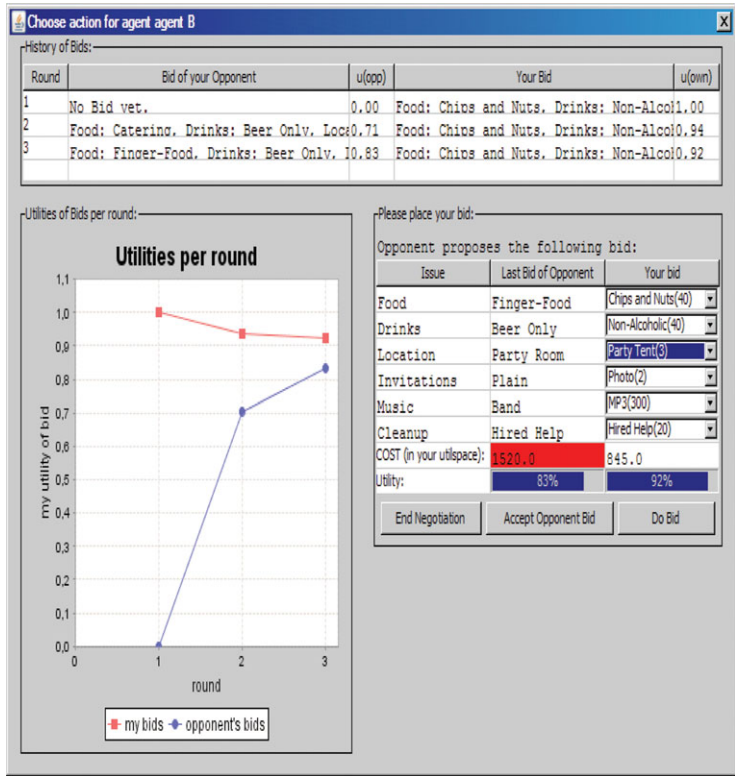 Choose action for agent agent B X
History of Bids:
Round Bid of your Opponent u(opp) Your Bid u(own)
1 No Bid yet. 0.00 Food: Chips and Nuts. Drinks: Non-Alcol 1.00
2 Food: Catering. Drinks: Beer Only. Loca 0.71 Food: Chips and Nuts. Drinks: Non-Alcol 0.94
3 Food: Finger-Food. Drinks: Beer Only. 0.83 Food: Chips and Nuts. Drinks: Non-Alcol 0.92
Utilities of Bids per round:
Utilities per round
1,1
1,0
0,9
0,8
0,7
0,6
0,5
0,4
0,3
0,2
0,1
0,0
my utility of bid
0 1 2 3
round
my bids opponent's bids
Please place your bid:
Opponent proposes the following bid:
Issue Last Bid of Opponent Your bid
Food Finger-Food Chips and Nuts(40)
Drinks Beer Only Non-Alcoholic(40)
Location Party Room Party Tent(3)
Invitations Plain Photo(2)
Music Band MP3(300)
Cleanup Hired Help Hired Help(20)
COST (in your utilspace): 1520.0 845.0
Utility: 83% 92%
End Negotiation Accept Opponent Bid Do Bid